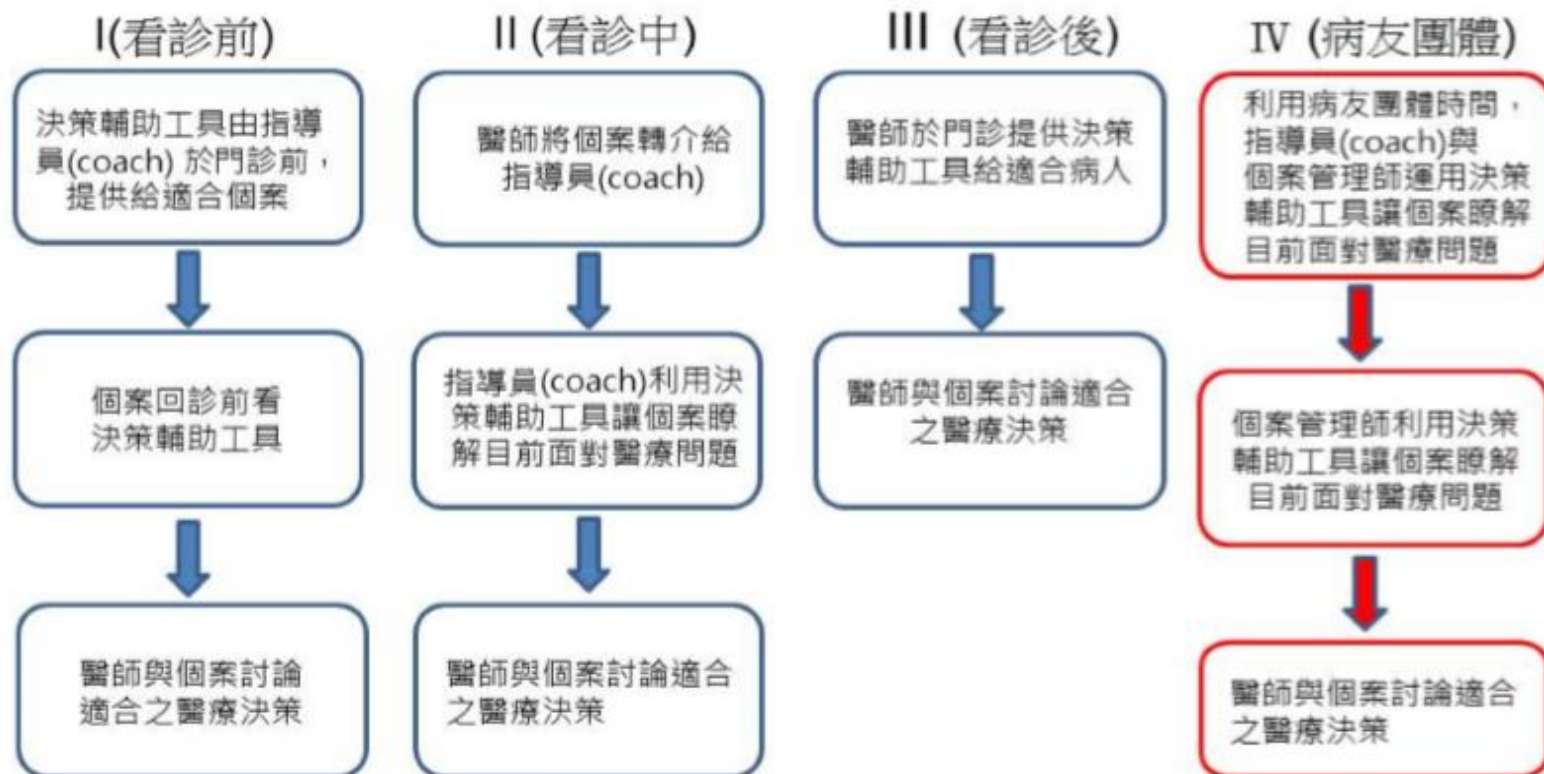 I(看診前)
決策輔助工具由指導
員(coach) 於門診前，
提供給適合個案
個案回診前看
決策輔助工具
醫師與個案討論
適合之醫療決策
II (看診中)
醫師將個案轉介給
指導員(coach)
指導員(coach)利用決
策輔助工具讓個案瞭
解目前面對醫療問題
醫師與個案討論適合
之醫療決策
III (看診後)
醫師於門診提供決策
輔助工具給適合病人
醫師與個案討論適合
之醫療決策
IV (病友團體)
利用病友團體時間，
指導員(coach)與
個案管理師運用決策
輔助工具讓個案瞭解
目前面對醫療問題
個案管理師利用決策
輔助工具讓個案瞭解
目前面對醫療問題
醫師與個案討論適合
之醫療決策